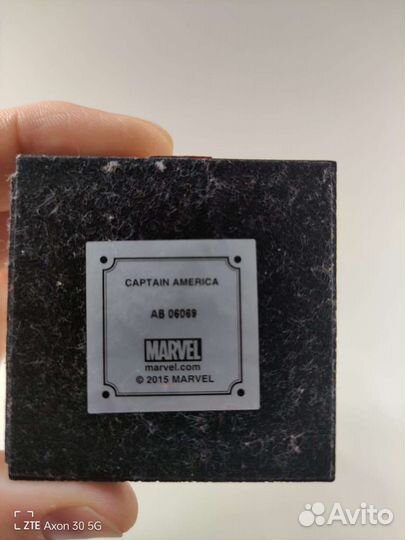 CAPTAIN AMERICA
AB 06069
MARVEL
marvel.com
© 2015 MARVEL
ZTE Axon 30 5G
Avito